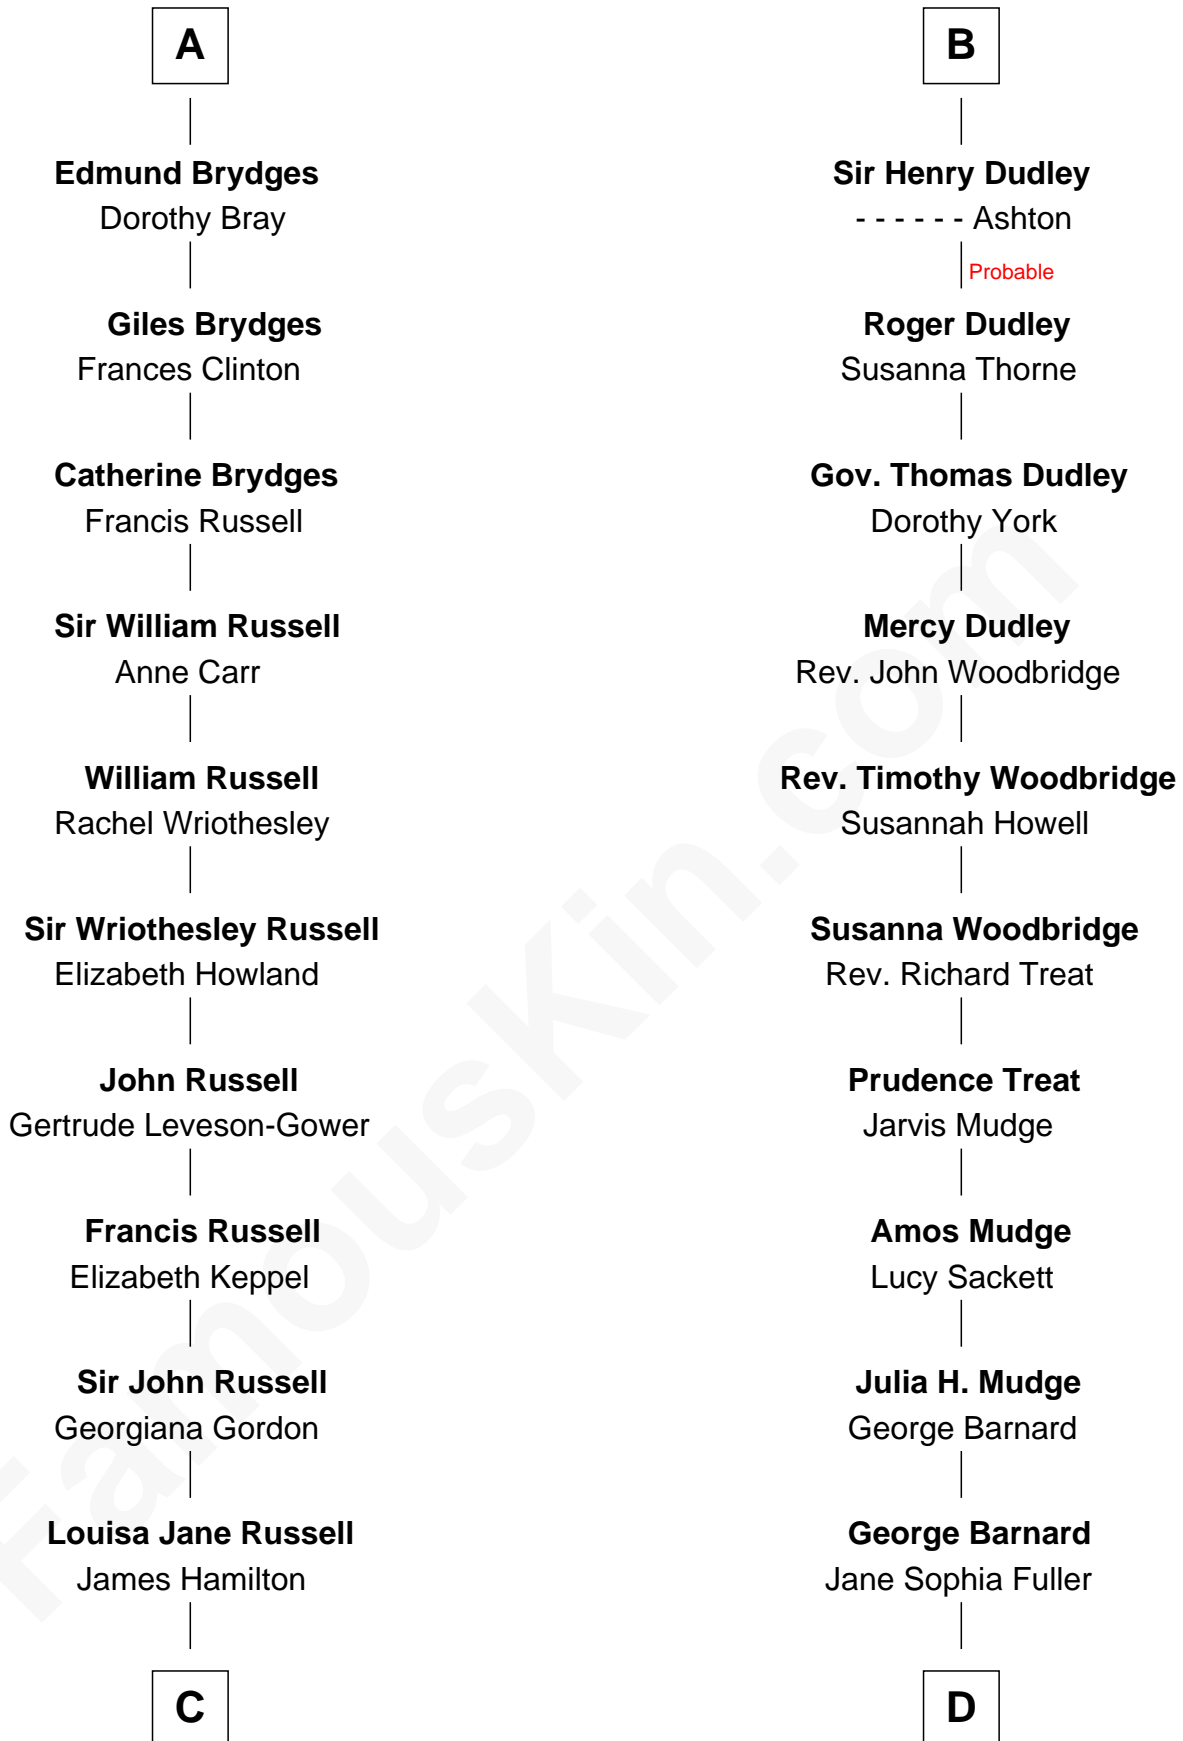 A
Edmund Brydges
Dorothy Bray
Giles Brydges
Frances Clinton
Catherine Brydges
Francis Russell
Sir William Russell
Anne Carr
William Russell
Rachel Wriothesley
Sir Wriothesley Russell
Elizabeth Howland
John Russell
Gertrude Leveson-Gower
Francis Russell
Elizabeth Keppel
Sir John Russell
Georgiana Gordon
Louisa Jane Russell
James Hamilton
C
B
Sir Henry Dudley
- - - - - - Ashton
Probable
Roger Dudley
Susanna Thorne
Gov. Thomas Dudley
Dorothy York
Mercy Dudley
Rev. John Woodbridge
Rev. Timothy Woodbridge
Susannah Howell
Susanna Woodbridge
Rev. Richard Treat
Prudence Treat
Jarvis Mudge
Amos Mudge
Lucy Sackett
Julia H. Mudge
George Barnard
George Barnard
Jane Sophia Fuller
D
FamousKin.com